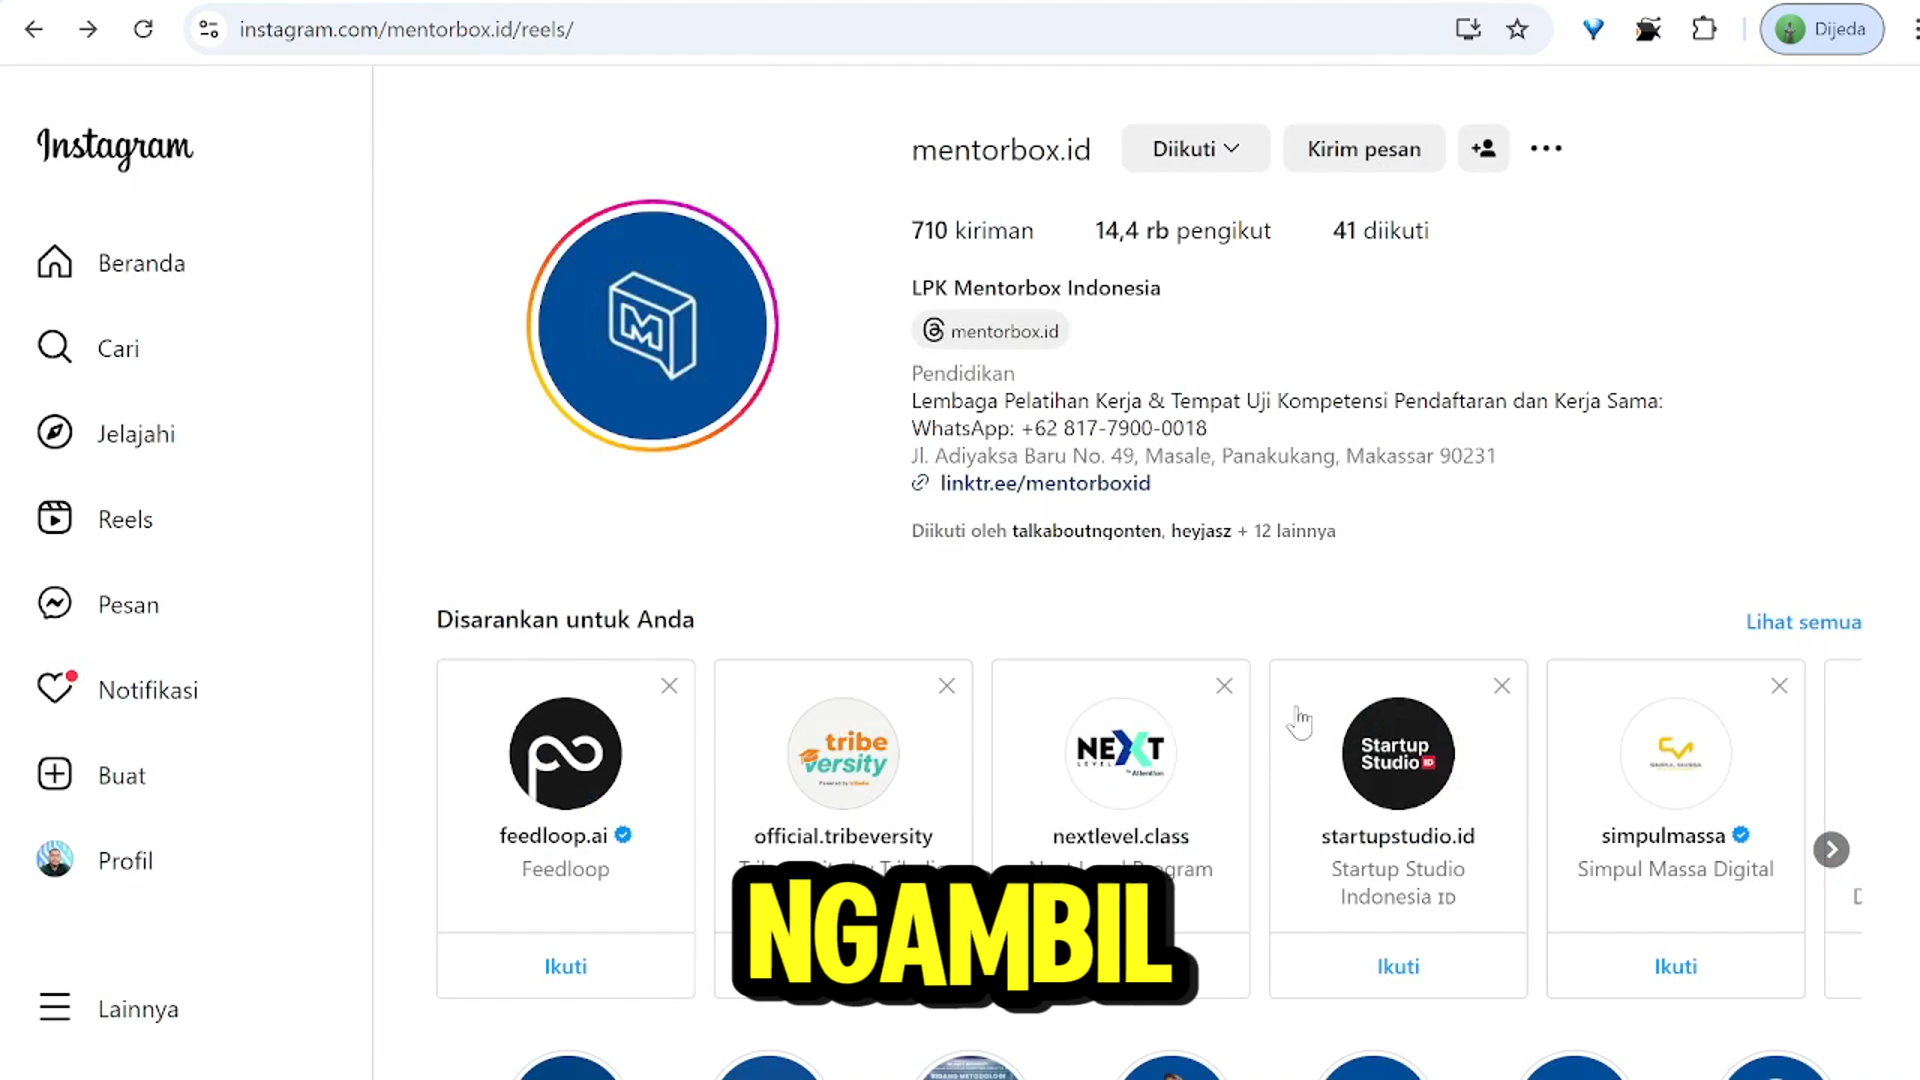 instagram.com/mentorbox.id/reels/
Dijeda
Instagram
Beranda
Cari
Jelajahi
Reels
Pesan
Notifikasi
Buat
Profil
Lainnya
mentorbox.id
Diikuti
Kirim pesan
710 kiriman
14,4 rb pengikut
41 diikuti
LPK Mentorbox Indonesia
mentorbox.id
Pendidikan
Lembaga Pelatihan Kerja & Tempat Uji Kompetensi Pendaftaran dan Kerja Sama:
WhatsApp: +62 817-7900-0018
Jl. Adiyaksa Baru No. 49, Masale, Panakukang, Makassar 90231
linktr.ee/mentorboxid
Diikuti oleh talkaboutngonten, heyjasz + 12 lainnya
Disarankan untuk Anda
Lihat semua
feedloop.ai
Feedloop
Ikuti
tribe
versity
official.tribeversity
NEXT
LEVEL
nextlevel.class
Startup
Studio ID
startupstudio.id
Startup Studio
Indonesia ID
Ikuti
SIMPUL MASSA
simpulmassa
Simpul Massa Digital
Ikuti
NGAMBIL